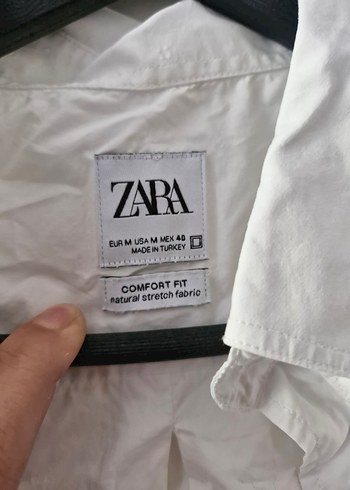 ZARA
EUR M USA M MEX 40
MADE IN TURKEY
COMFORT FIT
natural stretch fabric